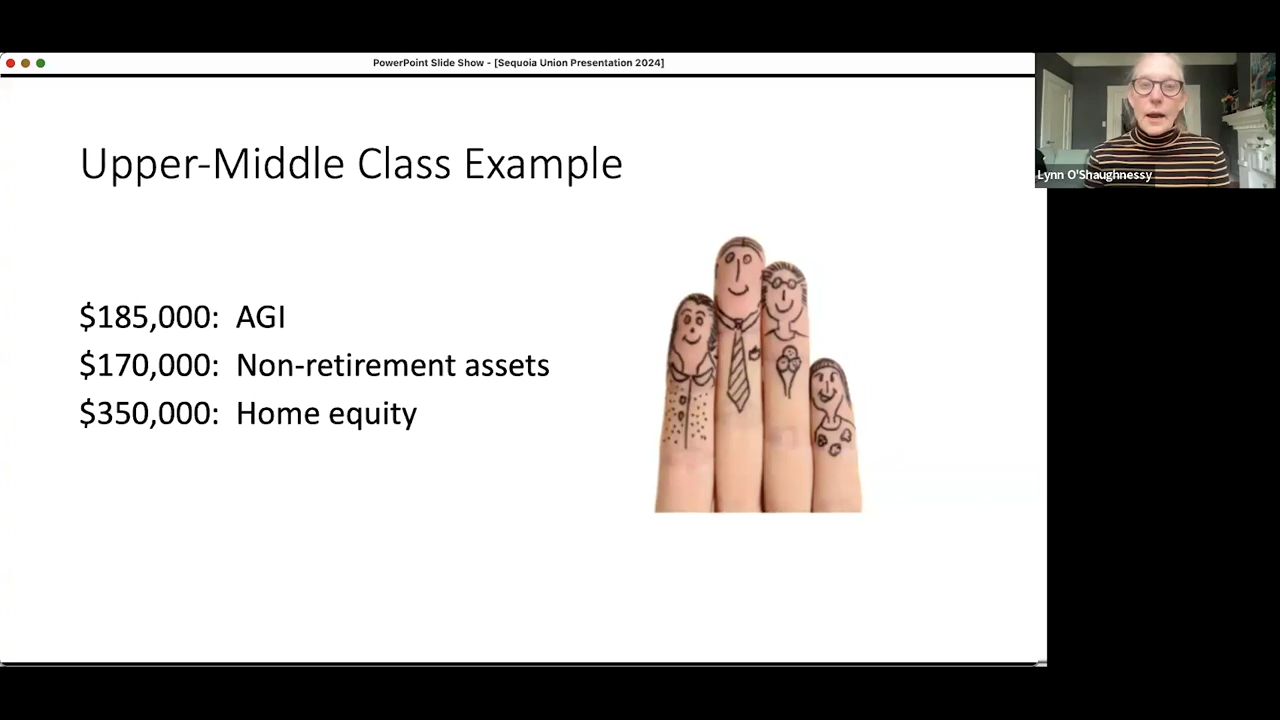 PowerPoint Slide Show - [Sequoia Union Presentation 2024]
Lynn O'Shaughnessy
Upper-Middle Class Example
$185,000: AGI
$170,000: Non-retirement assets
$350,000: Home equity